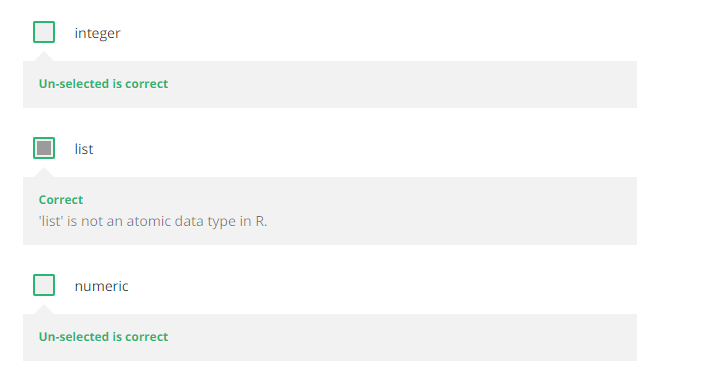 integer
Un-selected is correct
list
Correct
'list' is not an atomic data type in R.
numeric
Un-selected is correct